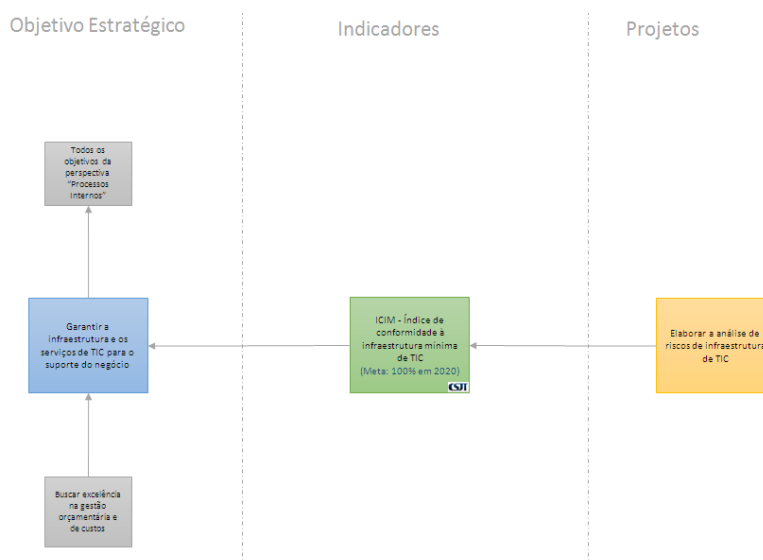 Objetivo Estratégico
Indicadores
Projetos
Todos os
objetivos da
perspectiva
"Processos
Internos"
Garantir a
infraestrutura e os
serviços de TIC para o
suporte do negócio
ICIM - Índice de
conformidade à
infraestrutura mínima
de TIC
(Meta: 100% em 2020)
CSJT
Elaborar a análise de
riscos de infraestrutura
de TIC
Buscar excelência
na gestão
orçamentária e
de custos